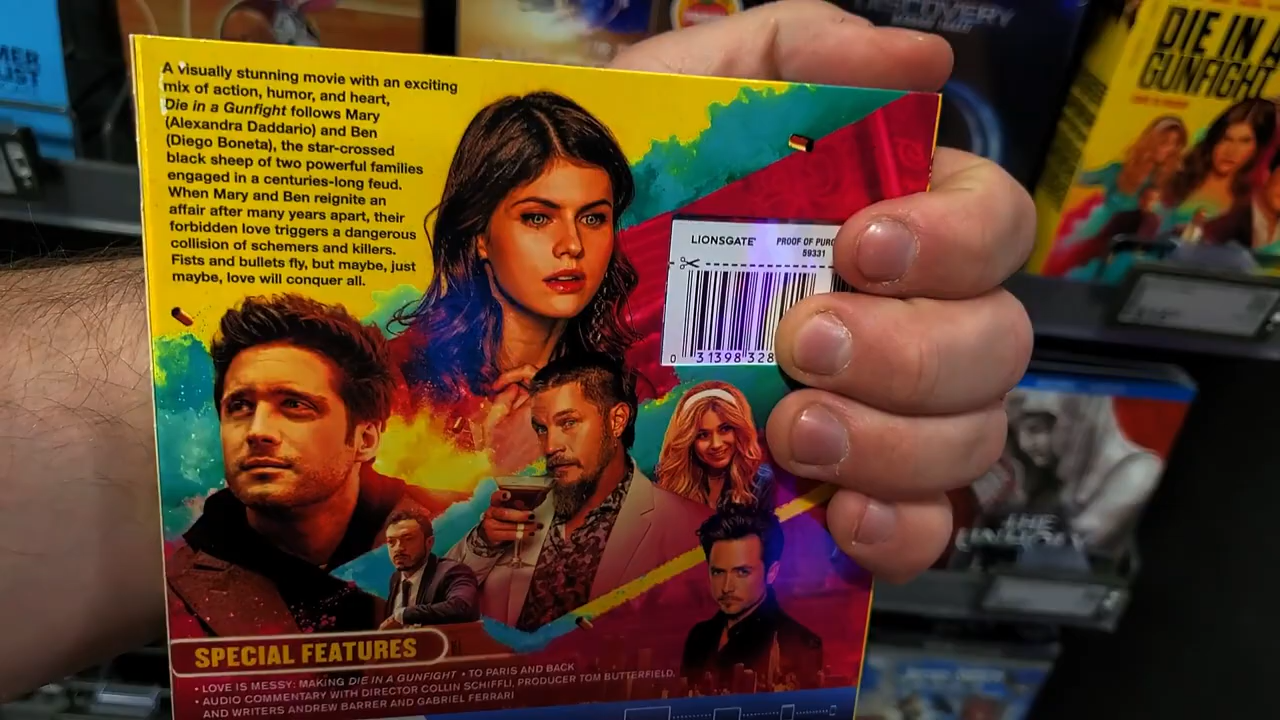 A visually stunning movie with an exciting
mix of action, humor, and heart,
Die in a Gunfight follows Mary
(Alexandra Daddario) and Ben
(Diego Boneta), the star-crossed
black sheep of two powerful families
engaged in a centuries-long feud.
When Mary and Ben reignite an
affair after many years apart, their
forbidden love triggers a dangerous
collision of schemers and killers.
Fists and bullets fly, but maybe, just
maybe, love will conquer all.
LIONSGATE
PROOF OF PURC
59331
0 31398 328
SPECIAL FEATURES
• LOVE IS MESSY: MAKING DIE IN A GUNFIGHT • TO PARIS AND BACK
• AUDIO COMMENTARY WITH DIRECTOR COLLIN SCHIFFLI, PRODUCER TOM BUTTERFIELD,
AND WRITERS ANDREW BARRER AND GABRIEL FERRARI
DISCOVERY
DIE IN A
GUNFIGHT
THE
UNHOLY